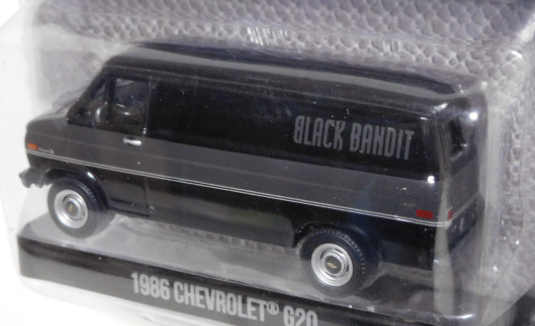 BLACK BANDIT
1986 CHEVROLET® G20